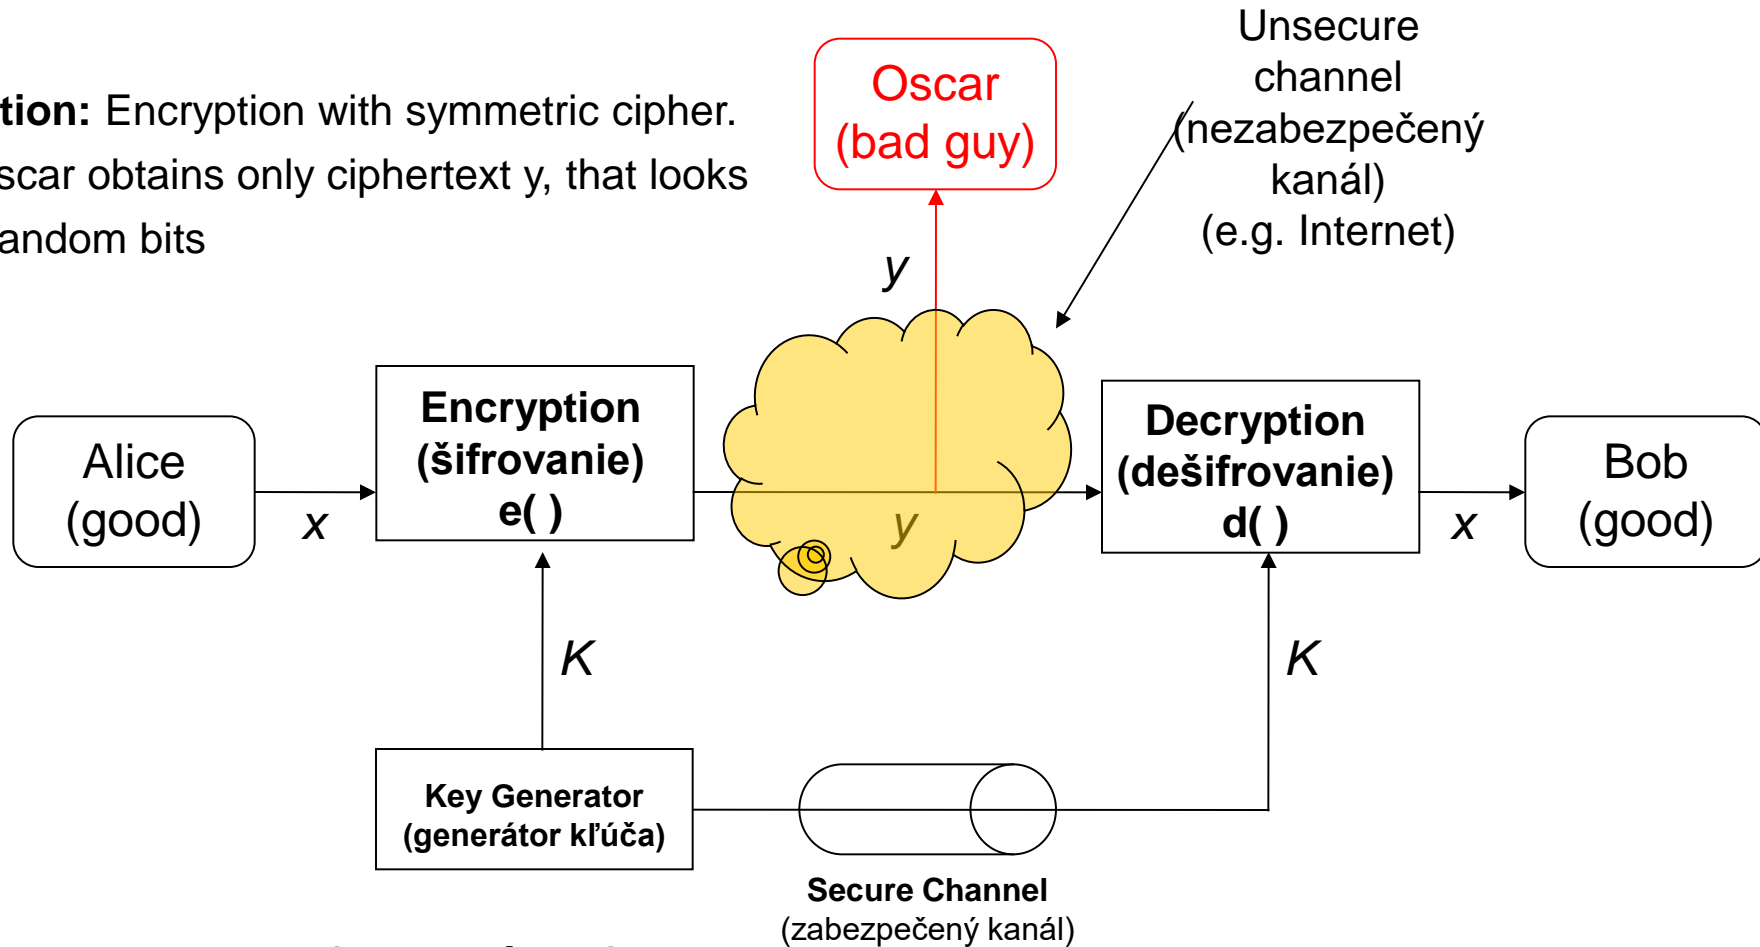 tion: Encryption with symmetric cipher.
scar obtains only ciphertext y, that looks
andom bits
Oscar
(bad guy)
Unsecure
channel
(nezabezpečený
kanál)
(e.g. Internet)
y
Alice
(good)
x
Encryption
(šifrovanie)
e( )
y
Decryption
(dešifrovanie)
d( )
x
Bob
(good)
K
K
Key Generator
(generátor kľúča)
Secure Channel
(zabezpečený kanál)